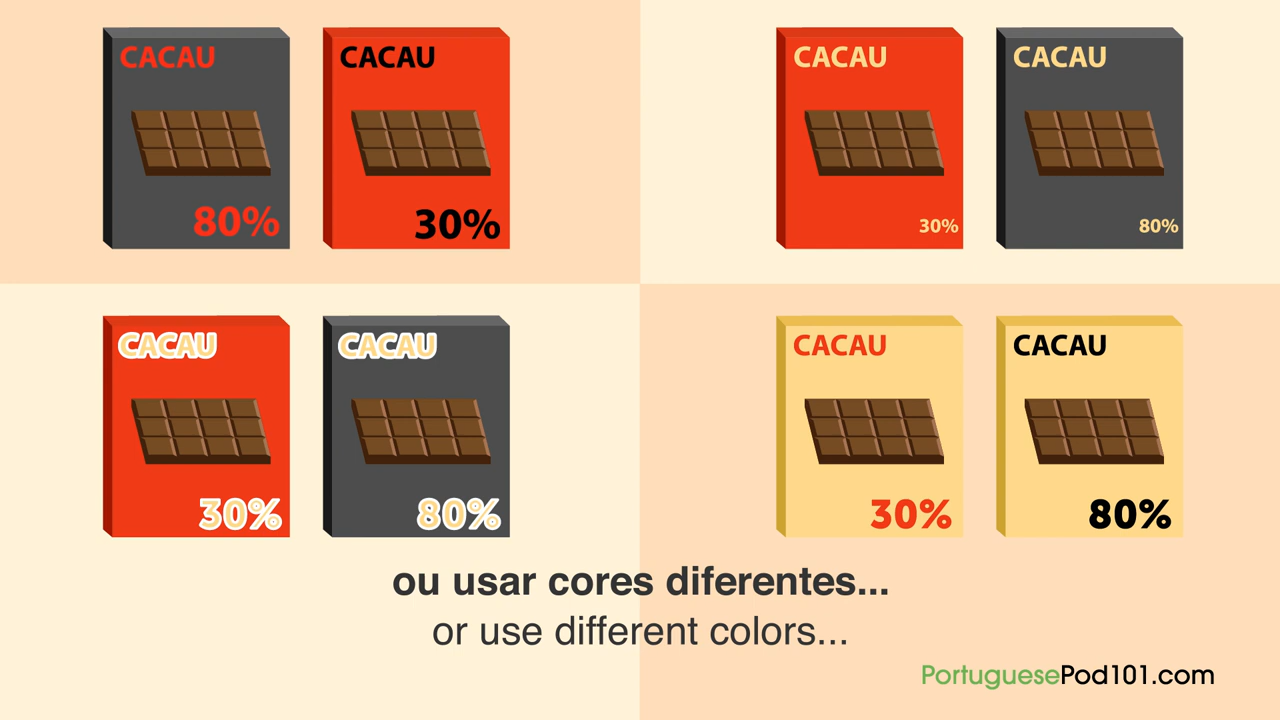 CACAU
80%
CACAU
30%
CACAU
30%
CACAU
80%
CACAU
30%
CACAU
80%
CACAU
30%
CACAU
80%
ou usar cores diferentes...
or use different colors...
PortuguesePod101.com